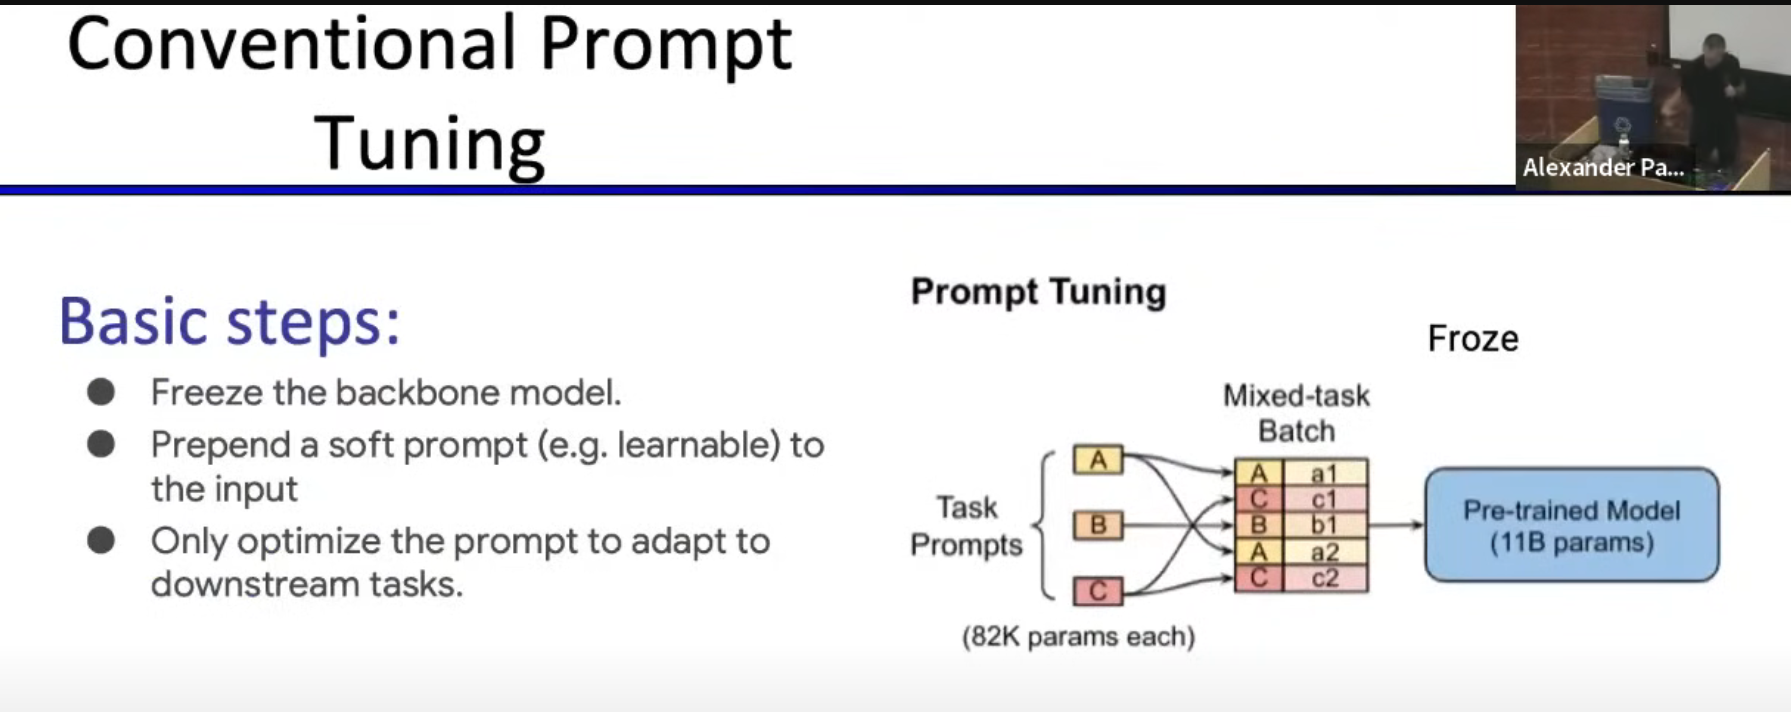 Conventional Prompt
Tuning
Alexander Pa...
Basic steps:
● Freeze the backbone model.
● Prepend a soft prompt (e.g. learnable) to
the input
● Only optimize the prompt to adapt to
downstream tasks.
Prompt Tuning
Froze
Mixed-task
Batch
Task
Prompts
A
B
C
(82K params each)
A a1
C c1
B b1
A a2
C c2
Pre-trained Model
(11B params)